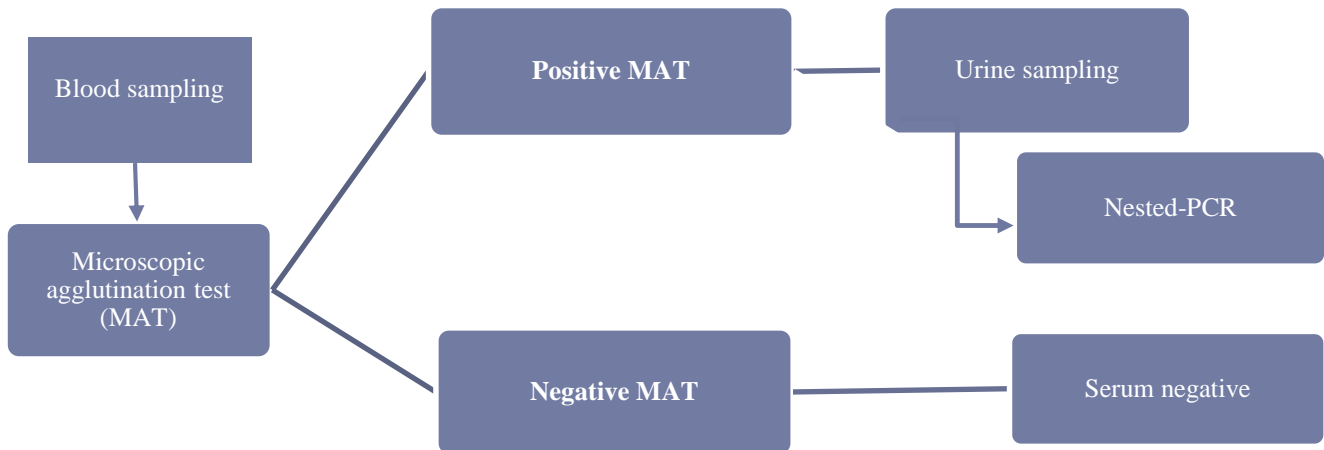 Blood sampling
Microscopic
agglutination test
(MAT)
Positive MAT
Urine sampling
Nested-PCR
Negative MAT
Serum negative